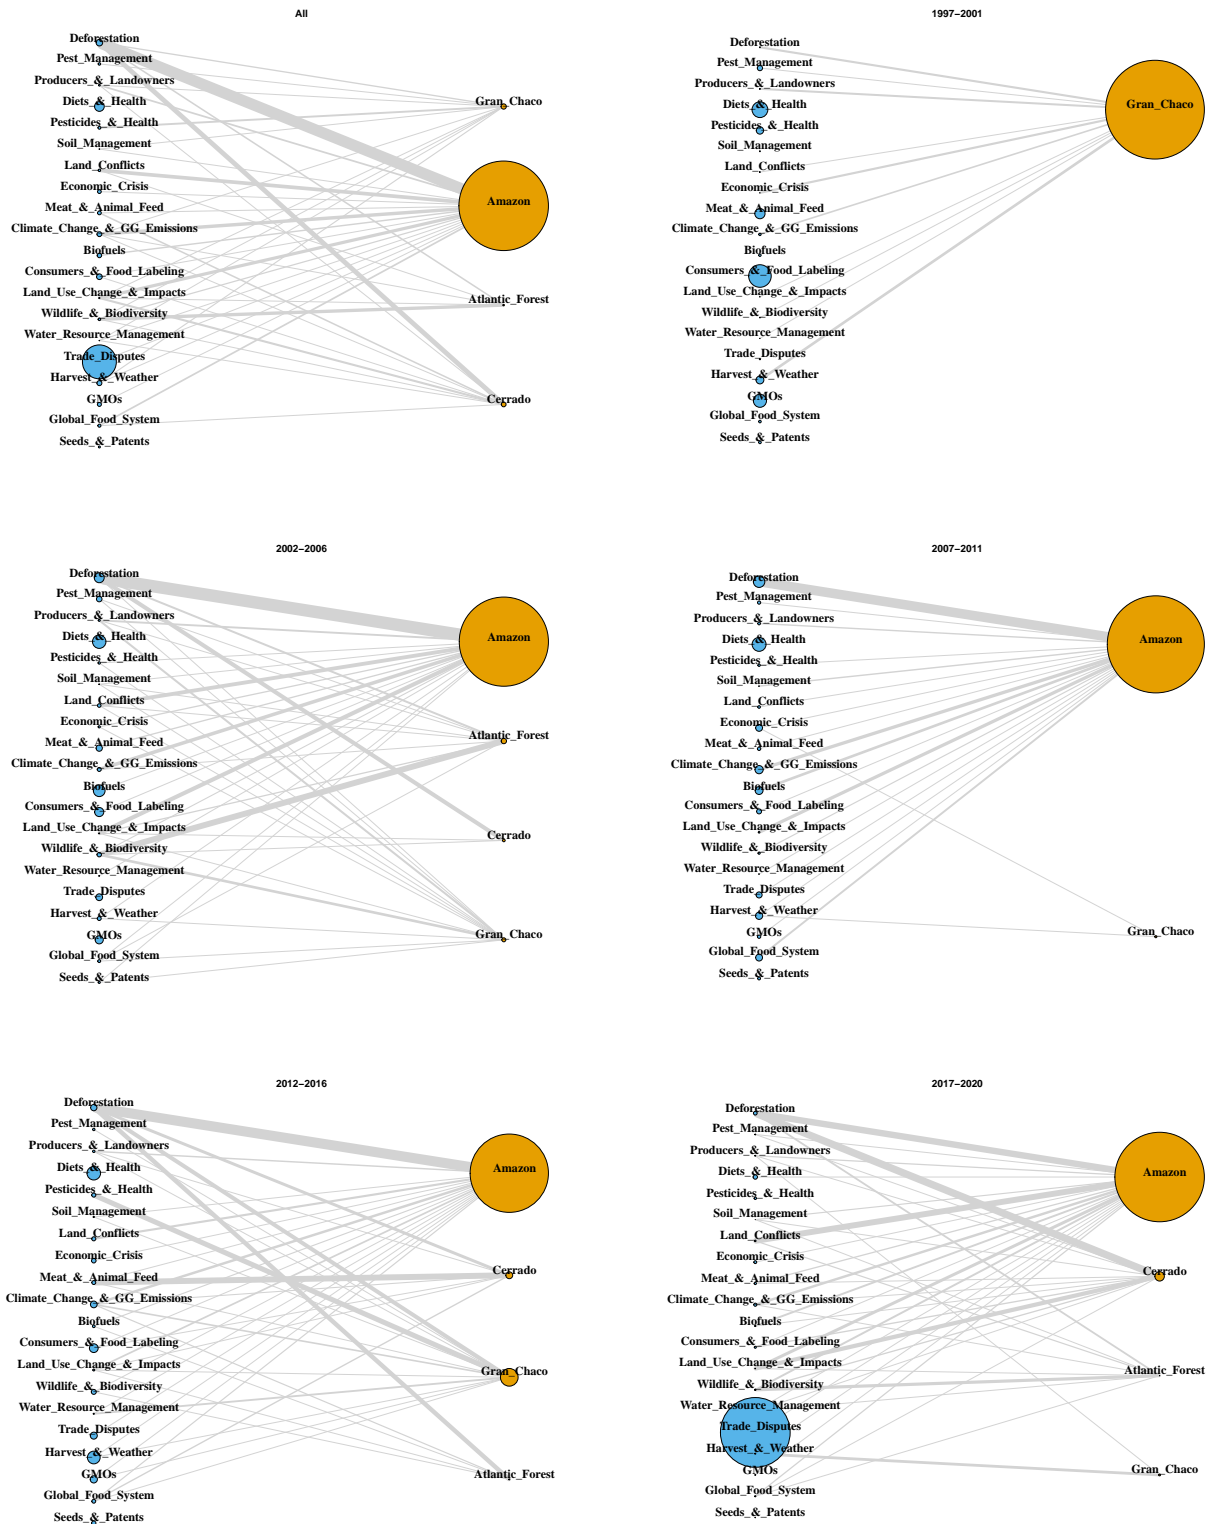 All
Deforestation
Pest_Management
Producers_&_Landowners
Diets_&_Health
Pesticides_&_Health
Soil_Management
Land_Conflicts
Economic_Crisis
Meat_&_Animal_Feed
Climate_Change_&_GG_Emissions
Biofuels
Consumers_&_Food_Labeling
Land_Use_Change_&_Impacts
Wildlife_&_Biodiversity
Water_Resource_Management
Trade_Disputes
Harvest_&_Weather
GMOs
Global_Food_System
Seeds_&_Patents
Gran_Chaco
Amazon
Atlantic_Forest
Cerrado
1997–2001
Deforestation
Pest_Management
Producers_&_Landowners
Diets_&_Health
Pesticides_&_Health
Soil_Management
Land_Conflicts
Economic_Crisis
Meat_&_Animal_Feed
Climate_Change_&_GG_Emissions
Biofuels
Consumers_&_Food_Labeling
Land_Use_Change_&_Impacts
Wildlife_&_Biodiversity
Water_Resource_Management
Trade_Disputes
Harvest_&_Weather
GMOs
Global_Food_System
Seeds_&_Patents
Gran_Chaco
2002–2006
Deforestation
Pest_Management
Producers_&_Landowners
Diets_&_Health
Pesticides_&_Health
Soil_Management
Land_Conflicts
Economic_Crisis
Meat_&_Animal_Feed
Climate_Change_&_GG_Emissions
Biofuels
Consumers_&_Food_Labeling
Land_Use_Change_&_Impacts
Wildlife_&_Biodiversity
Water_Resource_Management
Trade_Disputes
Harvest_&_Weather
GMOs
Global_Food_System
Seeds_&_Patents
Amazon
Atlantic_Forest
Cerrado
Gran_Chaco
2007–2011
Deforestation
Pest_Management
Producers_&_Landowners
Diets_&_Health
Pesticides_&_Health
Soil_Management
Land_Conflicts
Economic_Crisis
Meat_&_Animal_Feed
Climate_Change_&_GG_Emissions
Biofuels
Consumers_&_Food_Labeling
Land_Use_Change_&_Impacts
Wildlife_&_Biodiversity
Water_Resource_Management
Trade_Disputes
Harvest_&_Weather
GMOs
Global_Food_System
Seeds_&_Patents
Amazon
Gran_Chaco
2012–2016
Deforestation
Pest_Management
Producers_&_Landowners
Diets_&_Health
Pesticides_&_Health
Soil_Management
Land_Conflicts
Economic_Crisis
Meat_&_Animal_Feed
Climate_Change_&_GG_Emissions
Biofuels
Consumers_&_Food_Labeling
Land_Use_Change_&_Impacts
Wildlife_&_Biodiversity
Water_Resource_Management
Trade_Disputes
Harvest_&_Weather
GMOs
Global_Food_System
Seeds_&_Patents
Amazon
Cerrado
Gran_Chaco
Atlantic_Forest
2017–2020
Deforestation
Pest_Management
Producers_&_Landowners
Diets_&_Health
Pesticides_&_Health
Soil_Management
Land_Conflicts
Economic_Crisis
Meat_&_Animal_Feed
Climate_Change_&_GG_Emissions
Biofuels
Consumers_&_Food_Labeling
Land_Use_Change_&_Impacts
Wildlife_&_Biodiversity
Water_Resource_Management
Trade_Disputes
Harvest_&_Weather
GMOs
Global_Food_System
Seeds_&_Patents
Amazon
Cerrado
Atlantic_Forest
Gran_Chaco